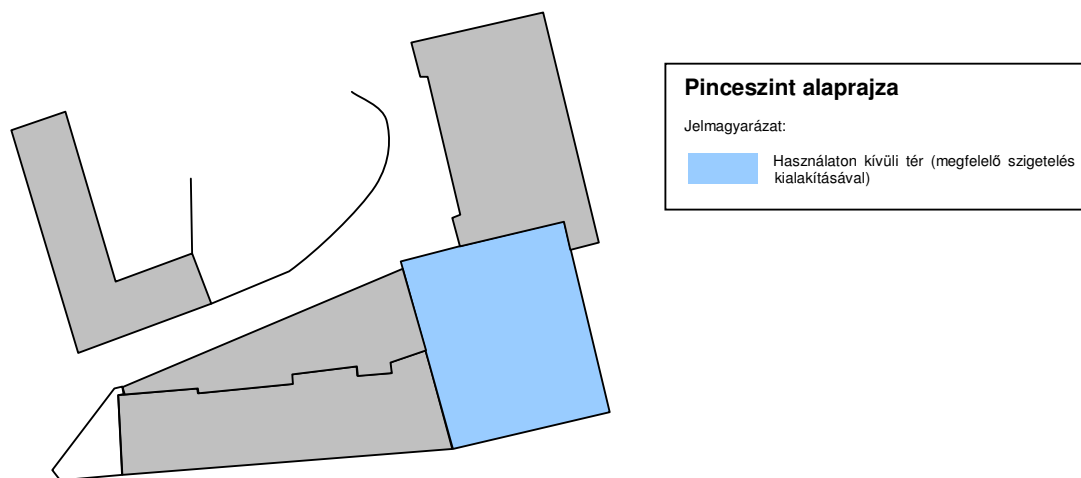 Pinceszint alaprajza
Jelmagyarázat:
Használaton kívüli tér (megfelelő szigetelés
kialakításával)